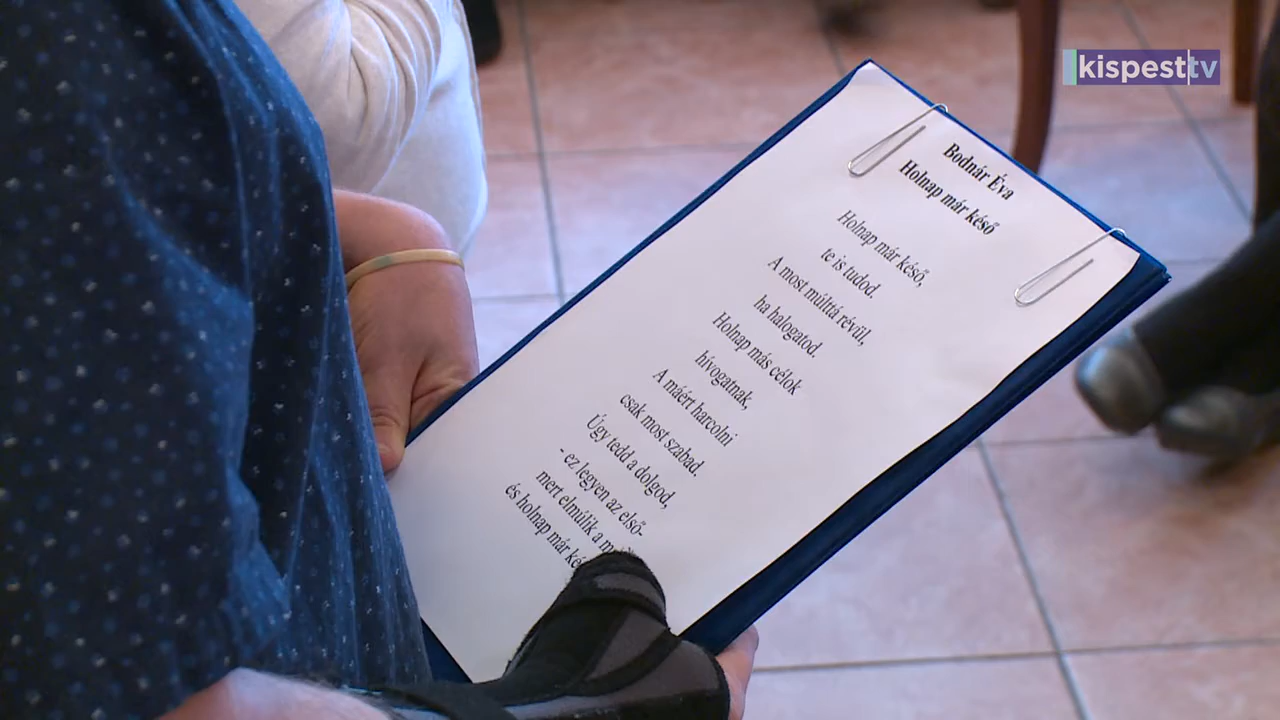 kispest tv
Bodnár Éva
Holnap már késő
Holnap már késő,
te is tudod.
A most múlttá révül,
ha halogatod.
Holnap más célok
hívogatnak,
A máért harcolni
csak most szabad.
Úgy tedd a dolgod,
- ez legyen az első-
mert elmúlik a
és holnap már